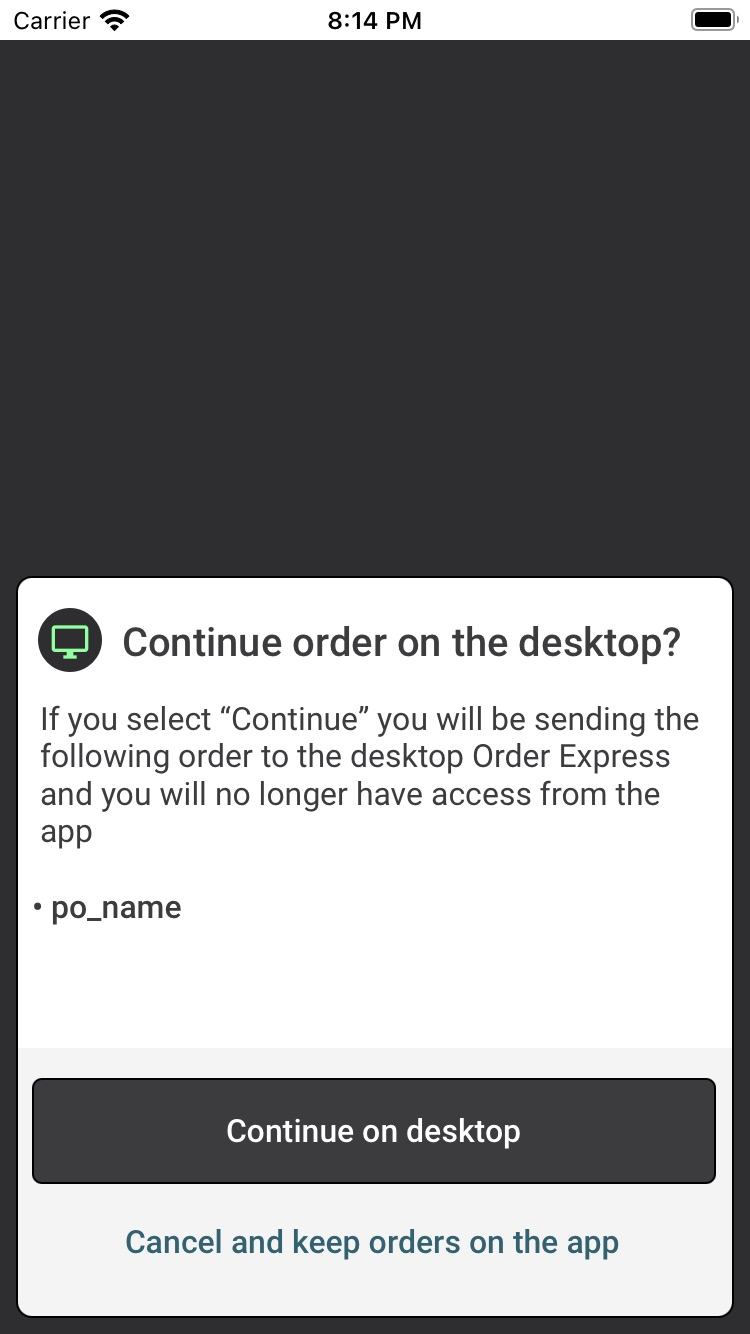 Carrier 8:14 PM
Continue order on the desktop?
If you select “Continue” you will be sending the
following order to the desktop Order Express
and you will no longer have access from the
app
• po_name
Continue on desktop
Cancel and keep orders on the app